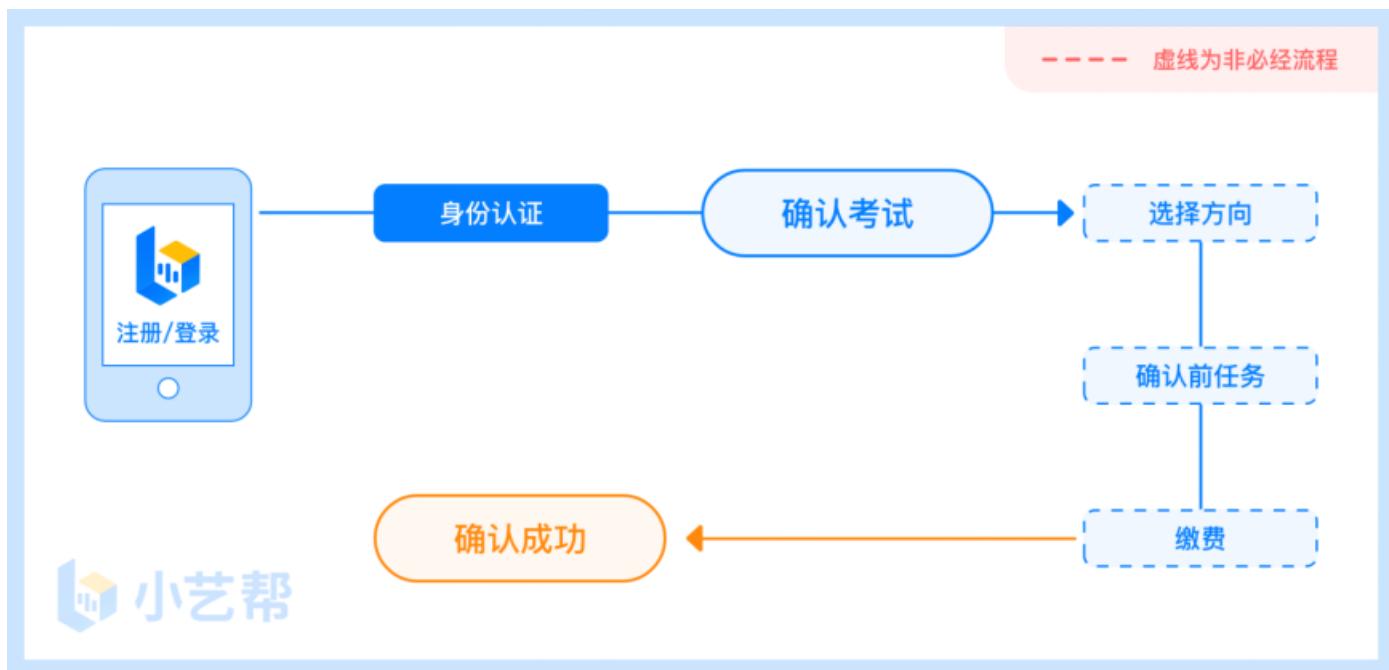 虚线为非必经流程
注册/登录
身份认证
确认考试
选择方向
确认前任务
缴费
确认成功
小艺帮